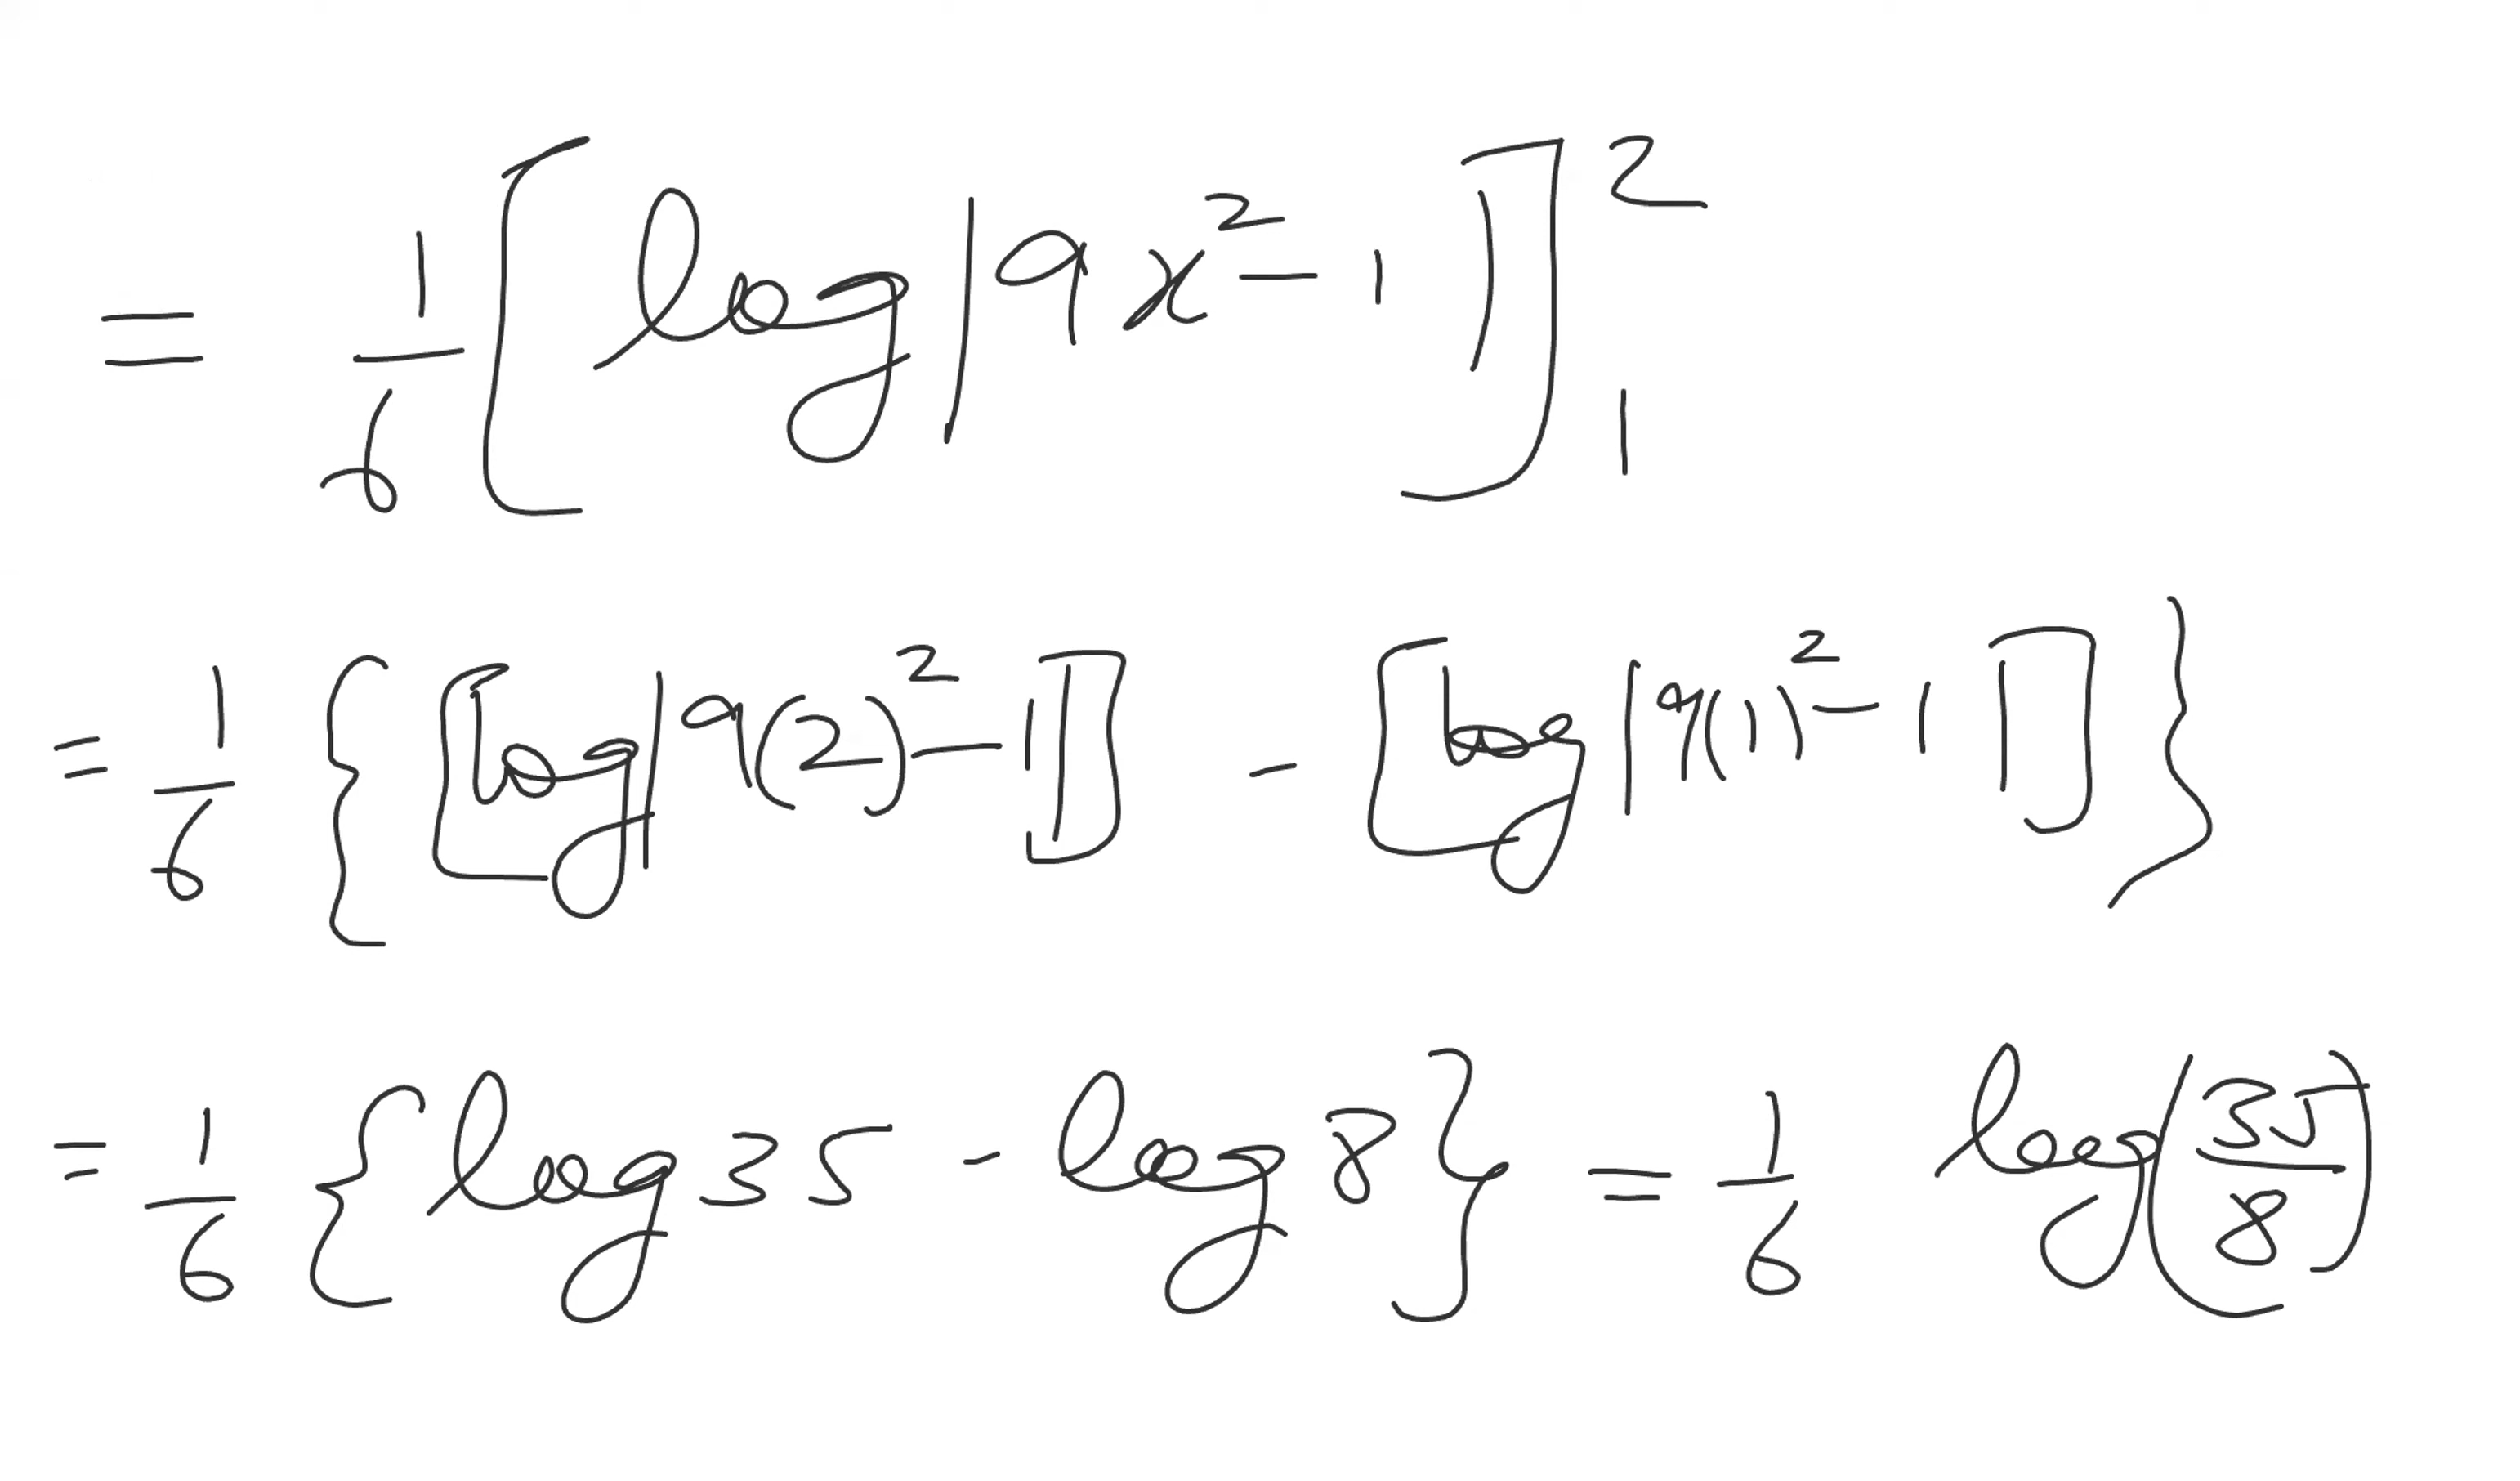 = 1/6 [log|9x² - 1|]₁²
= 1/6 {[log|9(2)² - 1|] - [log|9(1)² - 1|]}
= 1/6 {log 35 - log 8} = 1/6 log(35/8)